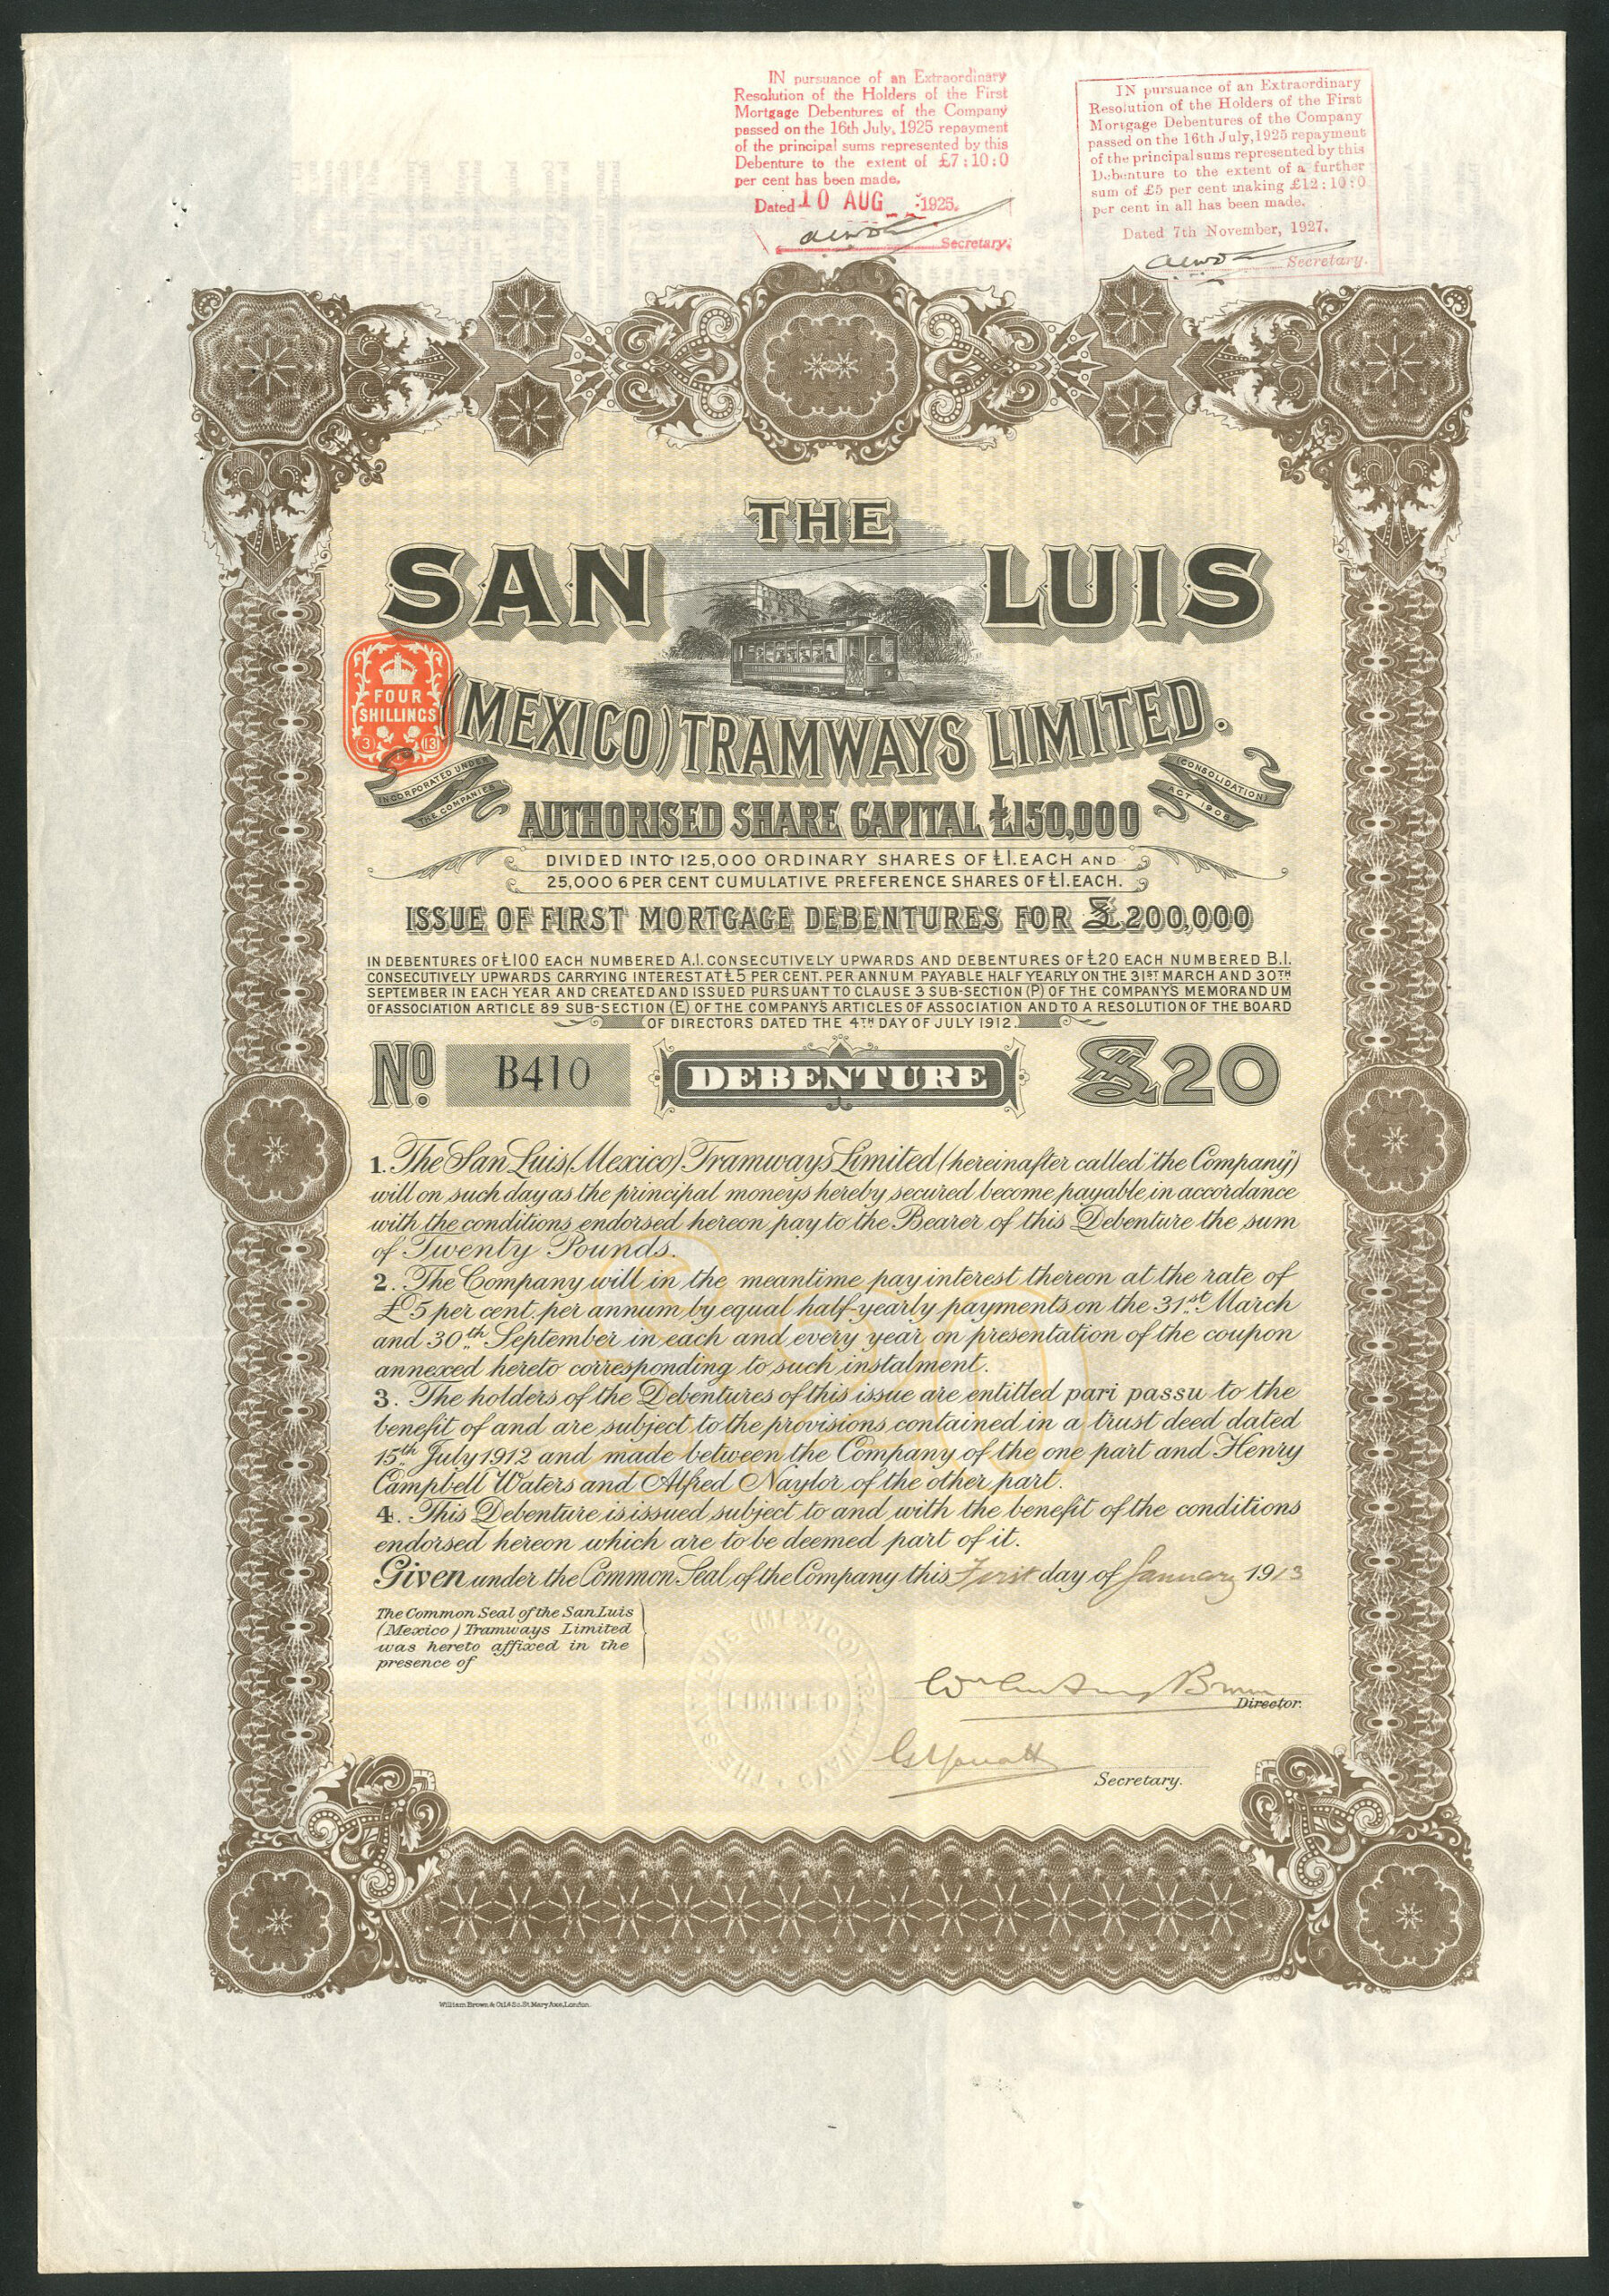 IN pursuance of an Extraordinary
Resolution of the Holders of the First
Mortgage Debentures of the Company
passed on the 16th July, 1925 repayment
of the principal sums represented by this
Debenture to the extent of £7:10:0
per cent has been made.
Dated 10 AUG 1925.
Secretary.
IN pursuance of an Extraordinary
Resolution of the Holders of the First
Mortgage Debentures of the Company
passed on the 16th July, 1925 repayment
of the principal sums represented by this
Debenture to the extent of a further
sum of £5 per cent making £12:10:0
per cent in all has been made.
Dated 7th November, 1927.
Secretary.
THE
SAN LUIS
(MEXICO) TRAMWAYS LIMITED.
FOUR
SHILLINGS
3 13
INCORPORATED UNDER
THE COMPANIES
(CONSOLIDATION)
ACT 1908.
AUTHORISED SHARE CAPITAL £150,000
DIVIDED INTO 125,000 ORDINARY SHARES OF £1. EACH AND
25,000 6 PER CENT CUMULATIVE PREFERENCE SHARES OF £1. EACH.
ISSUE OF FIRST MORTGAGE DEBENTURES FOR £200,000
IN DEBENTURES OF £100 EACH NUMBERED A.1. CONSECUTIVELY UPWARDS AND DEBENTURES OF £20 EACH NUMBERED B.1.
CONSECUTIVELY UPWARDS CARRYING INTEREST AT £5 PER CENT. PER ANNUM PAYABLE HALF YEARLY ON THE 31ST MARCH AND 30TH
SEPTEMBER IN EACH YEAR AND CREATED AND ISSUED PURSUANT TO CLAUSE 3 SUB-SECTION (P) OF THE COMPANY'S MEMORANDUM
OF ASSOCIATION ARTICLE 89 SUB-SECTION (E) OF THE COMPANY'S ARTICLES OF ASSOCIATION AND TO A RESOLUTION OF THE BOARD
OF DIRECTORS DATED THE 4TH DAY OF JULY 1912.
No. B410 DEBENTURE £20
1. The San Luis (Mexico) Tramways Limited (hereinafter called "the Company")
will on such day as the principal moneys hereby secured become payable in accordance
with the conditions endorsed hereon pay to the Bearer of this Debenture the sum
of Twenty Pounds.
2. The Company will in the meantime pay interest thereon at the rate of
£5 per cent. per annum by equal half-yearly payments on the 31st. March
and 30th. September in each and every year on presentation of the coupon
annexed hereto corresponding to such instalment.
3. The holders of the Debentures of this issue are entitled pari passu to the
benefit of and are subject to the provisions contained in a trust deed dated
15th. July 1912 and made between the Company of the one part and Henry
Campbell Waters and Alfred Naylor of the other part.
4. This Debenture is issued subject to and with the benefit of the conditions
endorsed hereon which are to be deemed part of it.
Given under the Common Seal of the Company this First day of January 1913
The Common Seal of the San Luis
(Mexico) Tramways Limited
was hereto affixed in the
presence of
THE SAN LUIS (MEXICO) TRAMWAYS
LIMITED
Director.
Secretary.
William Brown & Co. Ld. St. Mary Axe, London.